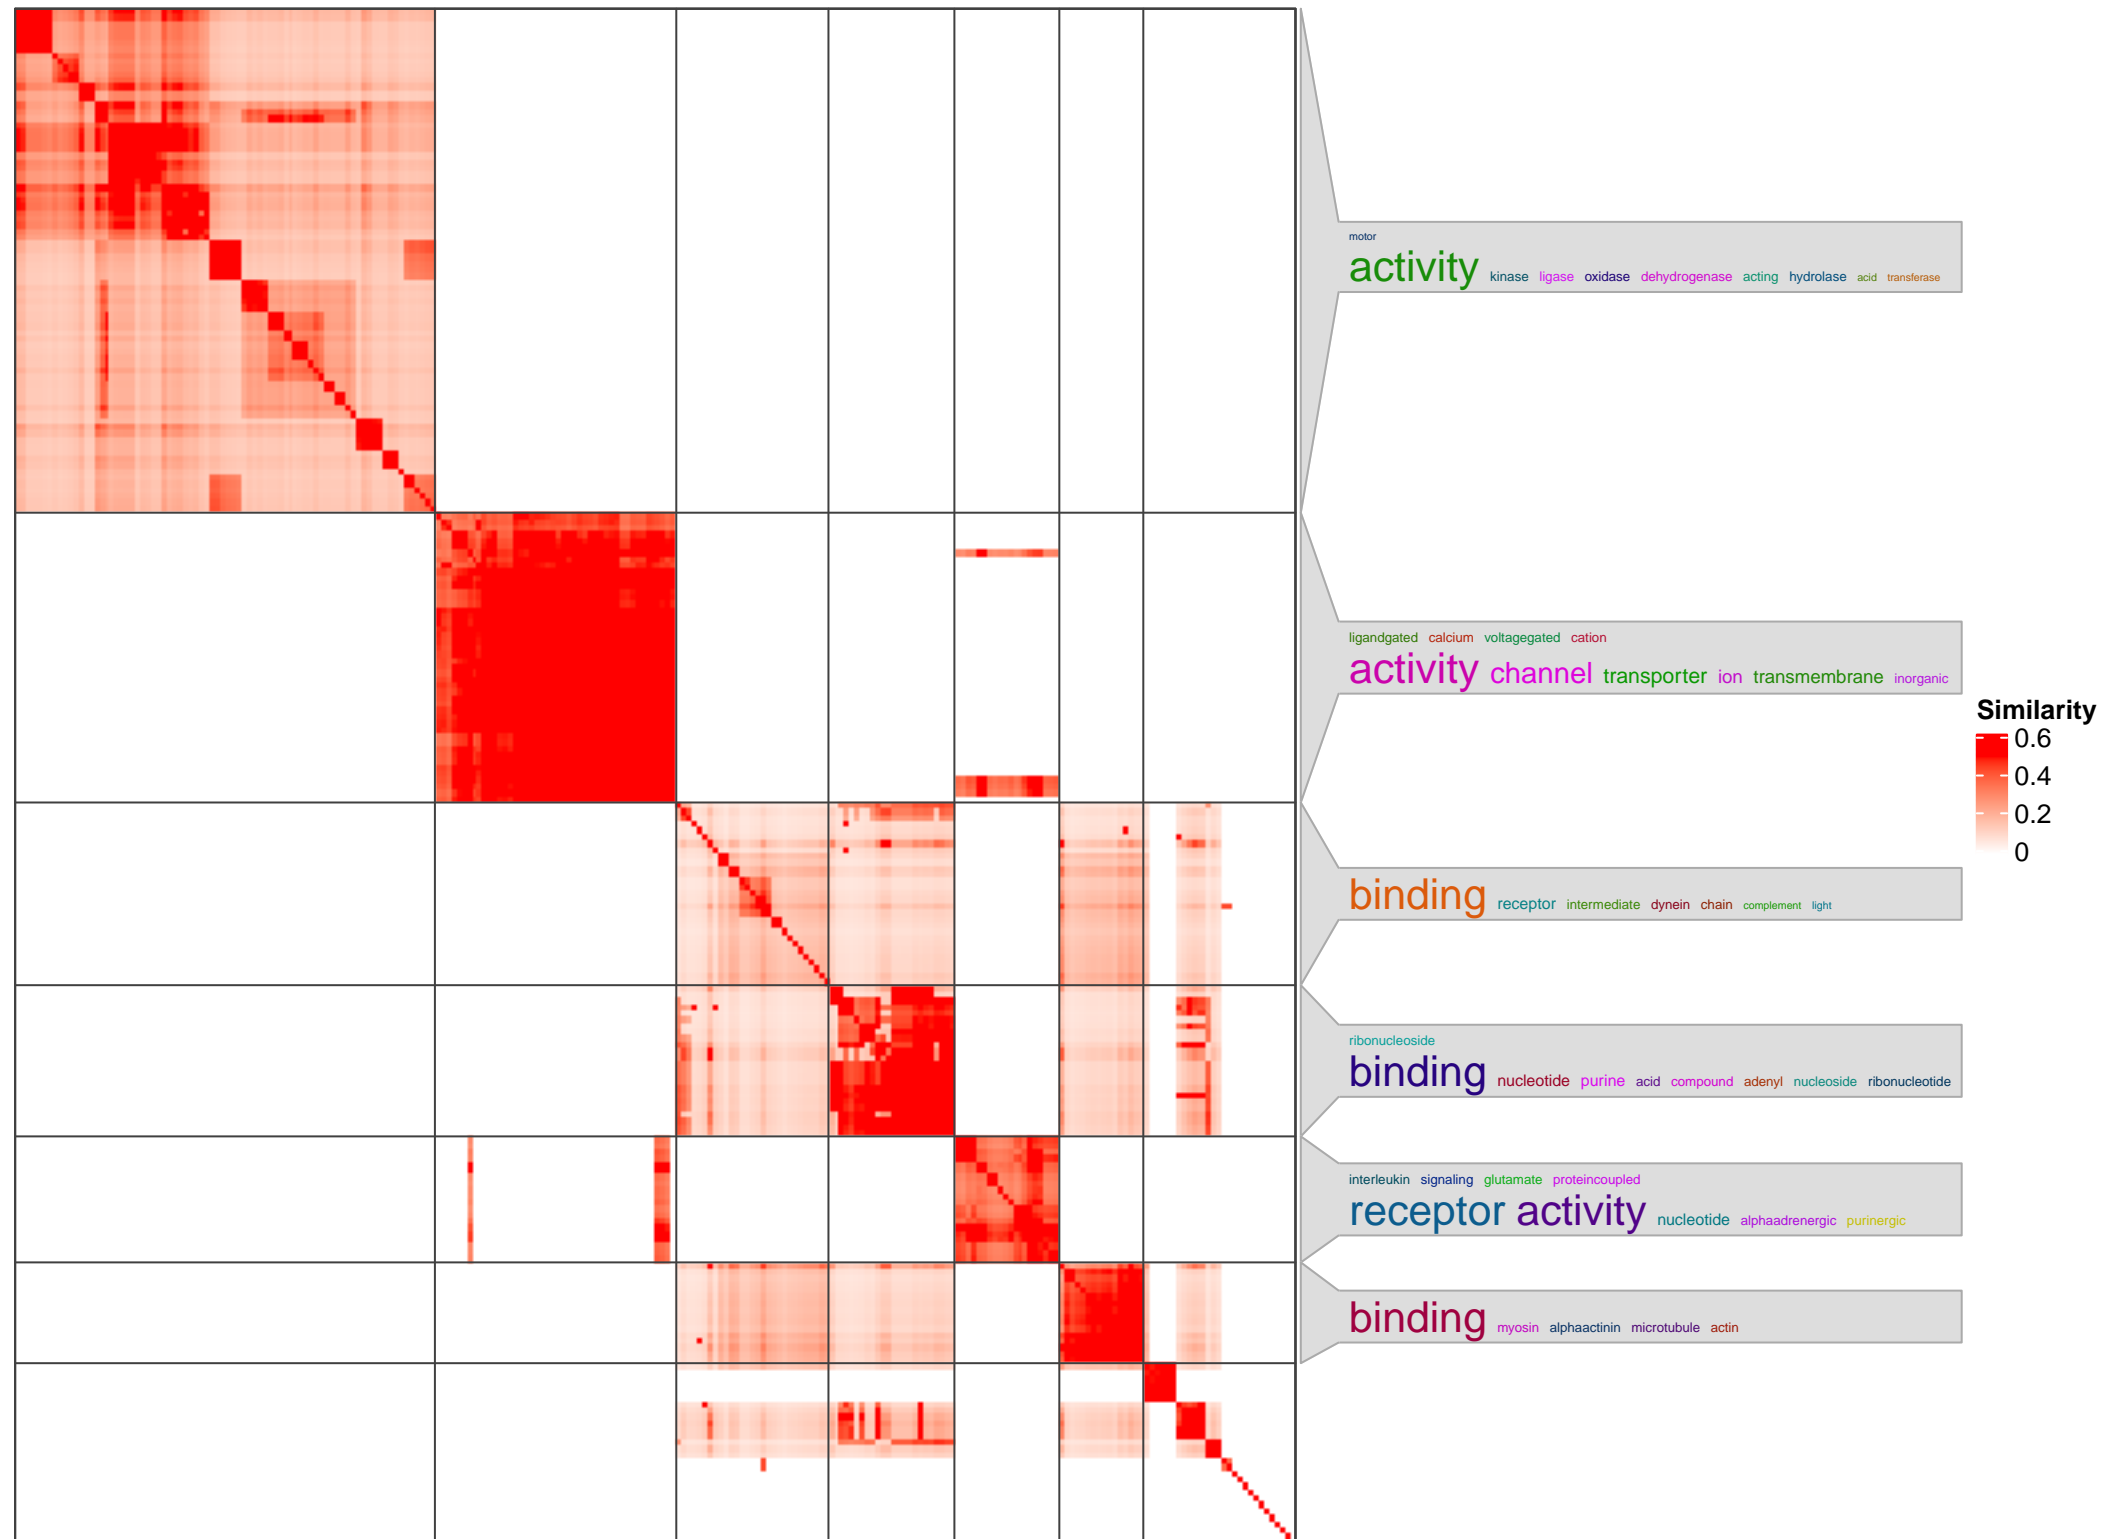 motor
activity kinase ligase oxidase dehydrogenase acting hydrolase acid transferase
ligandgated calcium voltagegated cation
activity channel transporter ion transmembrane inorganic
Similarity
0.6
0.4
0.2
0
binding receptor intermediate dynein chain complement light
ribonucleoside
binding nucleotide purine acid compound adenyl nucleoside ribonucleotide
interleukin signaling glutamate proteincoupled
receptor activity nucleotide alphaadrenergic purinergic
binding myosin alphaactinin microtubule actin